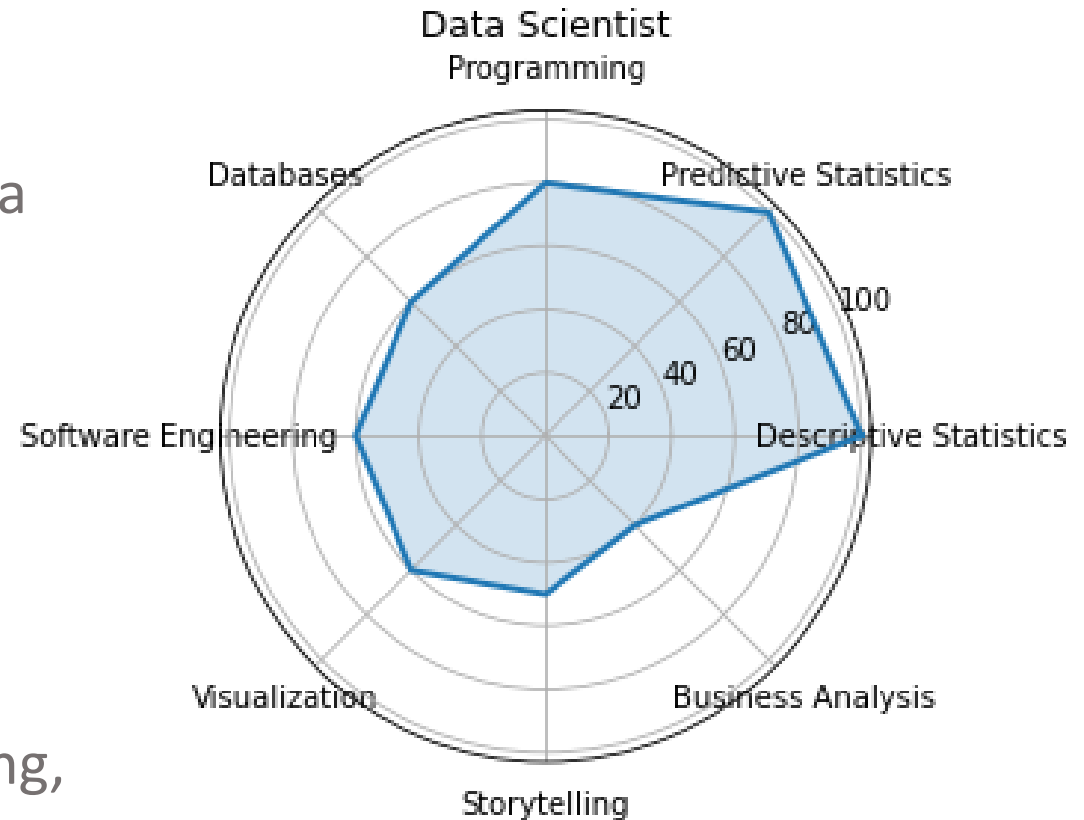 Data Scientist
Programming
Databases
Predictive Statistics
a
100
80
60
40
20
Software Engineering
Descriptive Statistics
Visualization
Business Analysis
ng,
Storytelling